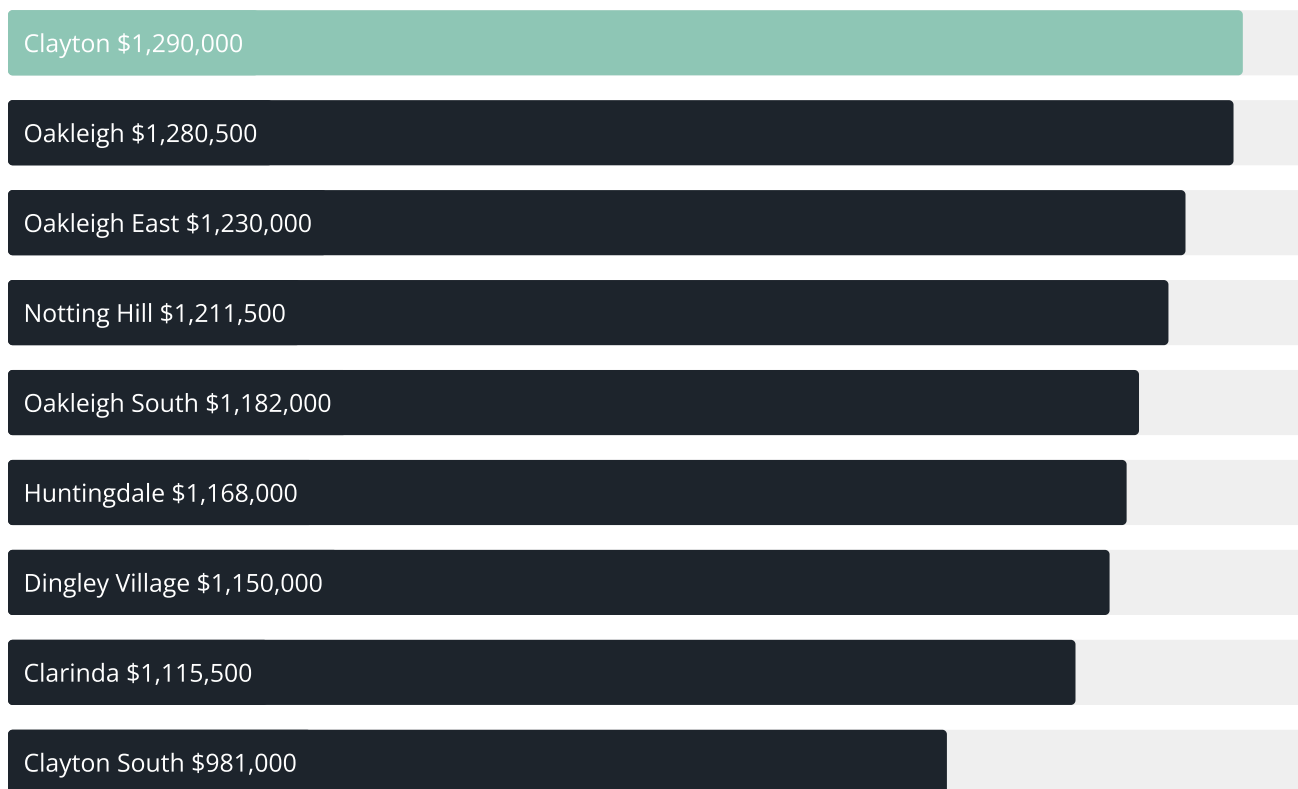 Clayton $1,290,000
Oakleigh $1,280,500
Oakleigh East $1,230,000
Notting Hill $1,211,500
Oakleigh South $1,182,000
Huntingdale $1,168,000
Dingley Village $1,150,000
Clarinda $1,115,500
Clayton South $981,000